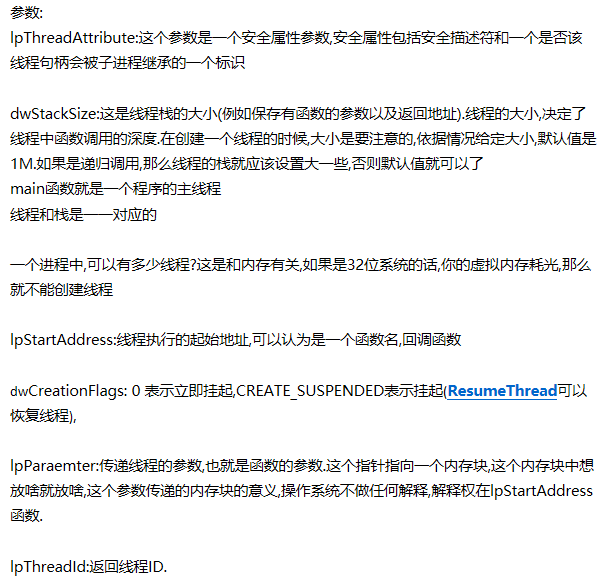 参数:
lpThreadAttribute:这个参数是一个安全属性参数,安全属性包括安全描述符和一个是否该
线程句柄会被子进程继承的一个标识
dwStackSize:这是线程栈的大小(例如保存有函数的参数以及返回地址).线程的大小,决定了
线程中函数调用的深度.在创建一个线程的时候,大小是要注意的,依据情况给定大小,默认值是
1M.如果是递归调用,那么线程的栈就应该设置大一些,否则默认值就可以了
main函数就是一个程序的主线程
线程和栈是一一对应的
一个进程中,可以有多少线程?这是和内存有关,如果是32位系统的话,你的虚拟内存耗光,那么
就不能创建线程
lpStartAddress:线程执行的起始地址,可以认为是一个函数名,回调函数
dwCreationFlags: 0 表示立即挂起,CREATE_SUSPENDED表示挂起(ResumeThread可以
恢复线程),
lpParaemter:传递线程的参数,也就是函数的参数.这个指针指向一个内存块,这个内存块中想
放啥就放啥,这个参数传递的内存块的意义,操作系统不做任何解释,解释权在lpStartAddress
函数.
lpThreadId:返回线程ID.